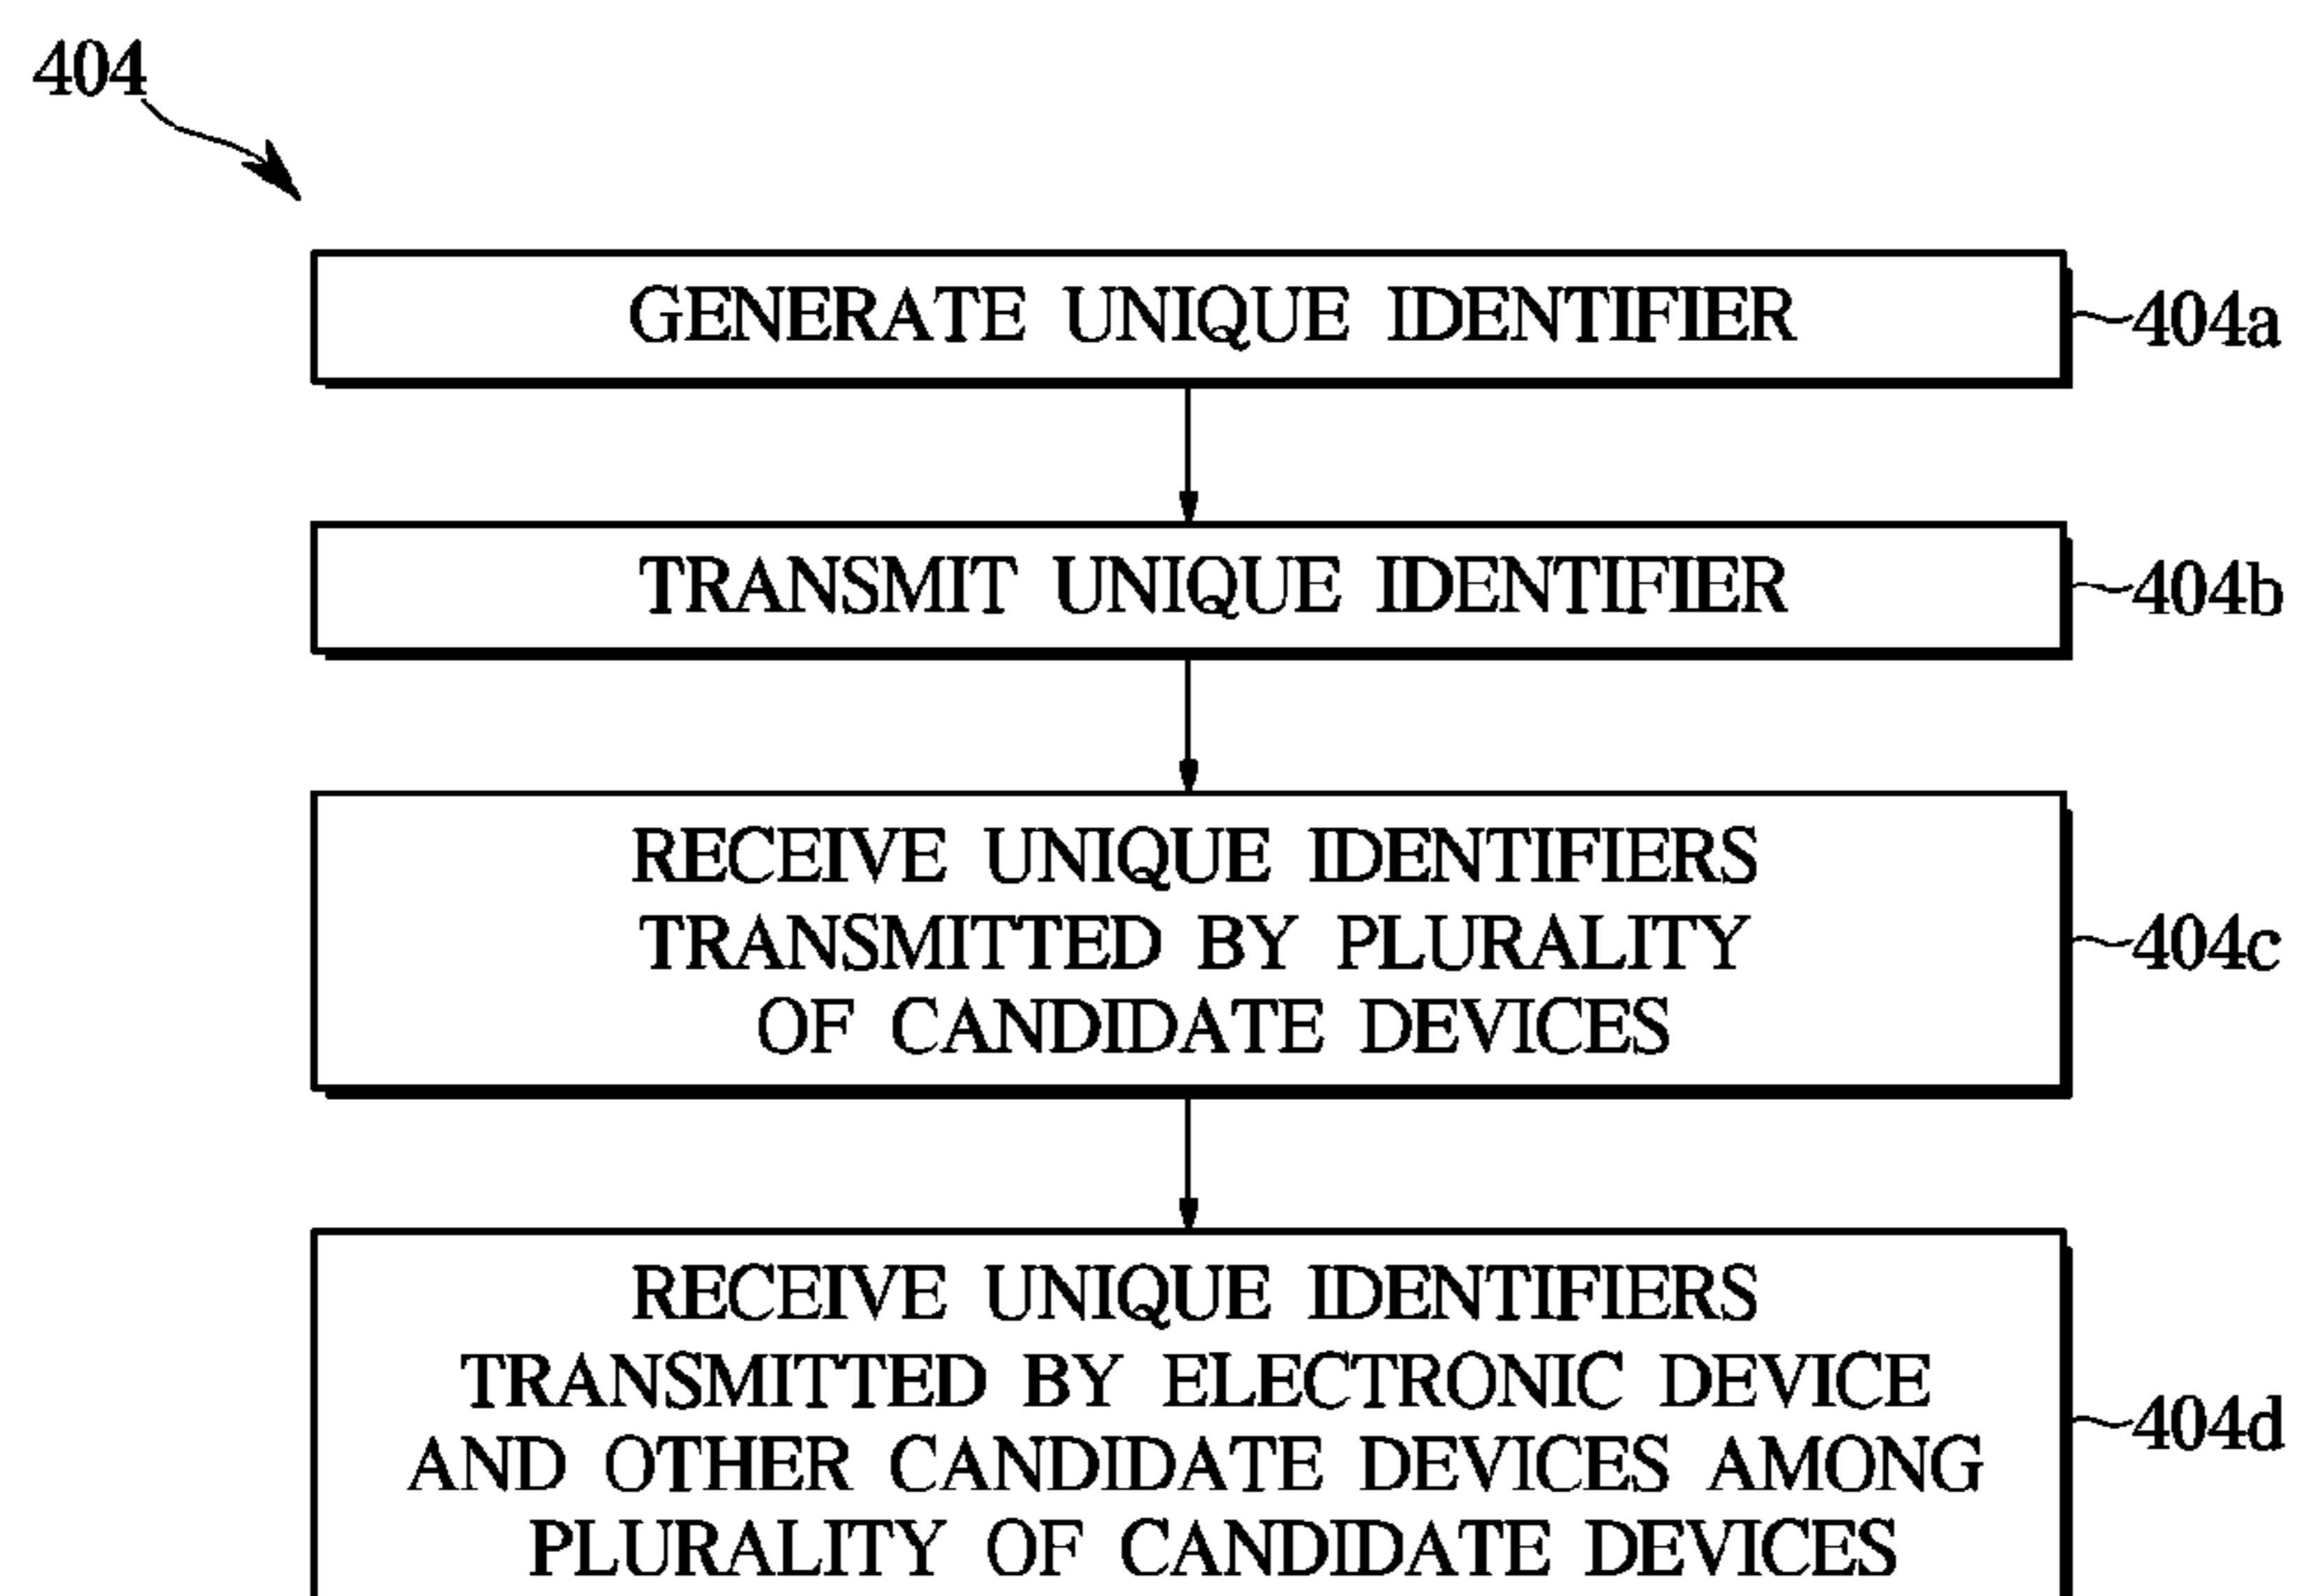 404
GENERATE UNIQUE IDENTIFIER
404a
TRANSMIT UNIQUE IDENTIFIER
404b
RECEIVE UNIQUE IDENTIFIERS
TRANSMITTED BY PLURALITY
OF CANDIDATE DEVICES
404c
RECEIVE UNIQUE IDENTIFIERS
TRANSMITTED BY ELECTRONIC DEVICE
AND OTHER CANDIDATE DEVICES AMONG
PLURALITY OF CANDIDATE DEVICES
404d